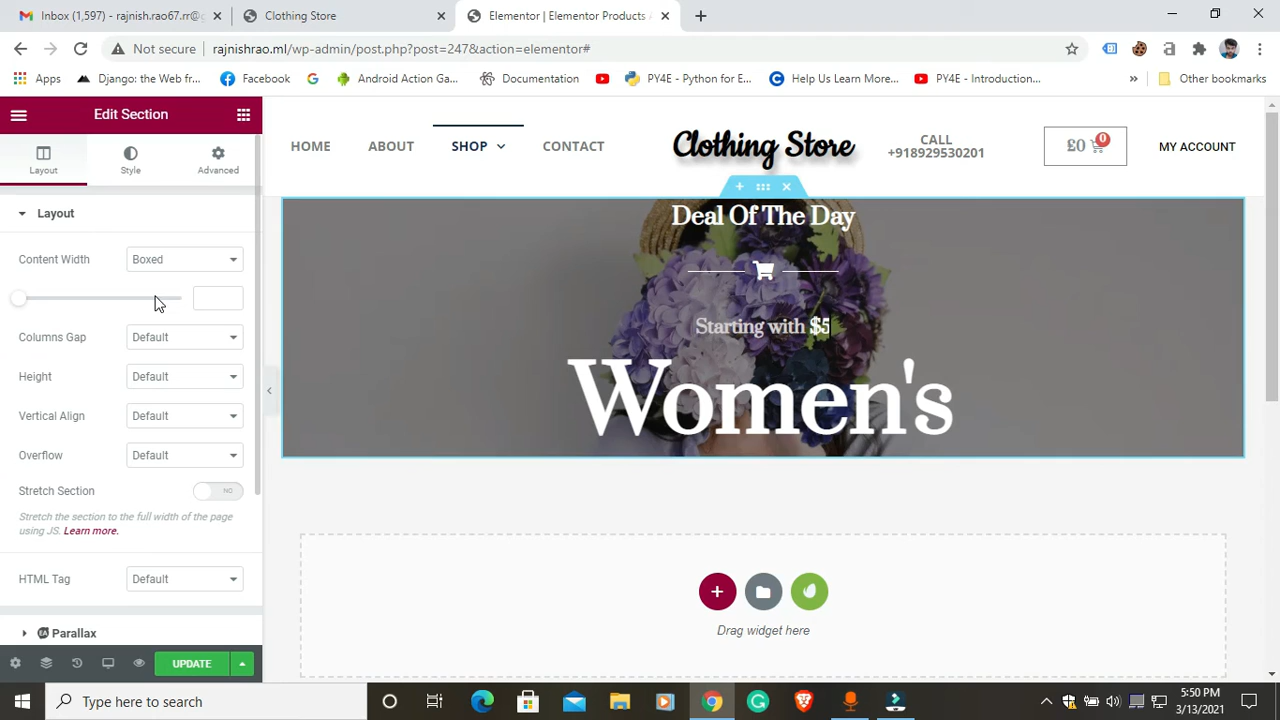 Inbox (1,597) - rajnish.rao67.rr@g
Clothing Store
Elementor | Elementor Products
Not secure
rajnishrao.ml/wp-admin/post.php?post=247&action=elementor#
Apps
Django: the Web fr...
Facebook
Android Action Ga...
Documentation
PY4E - Python for E...
Help Us Learn More...
PY4E - Introduction...
»
Other bookmarks
Edit Section
Layout
Style
Advanced
Layout
Content Width
Boxed
Columns Gap
Default
Height
Default
Vertical Align
Default
Overflow
Default
Stretch Section
NO
Stretch the section to the full width of the page
using JS. Learn more.
HTML Tag
Default
Parallax
UPDATE
HOME
ABOUT
SHOP
CONTACT
Clothing Store
CALL
+918929530201
£0
0
MY ACCOUNT
Deal Of The Day
Starting with $5
Women's
Drag widget here
Type here to search
5:50 PM
3/13/2021